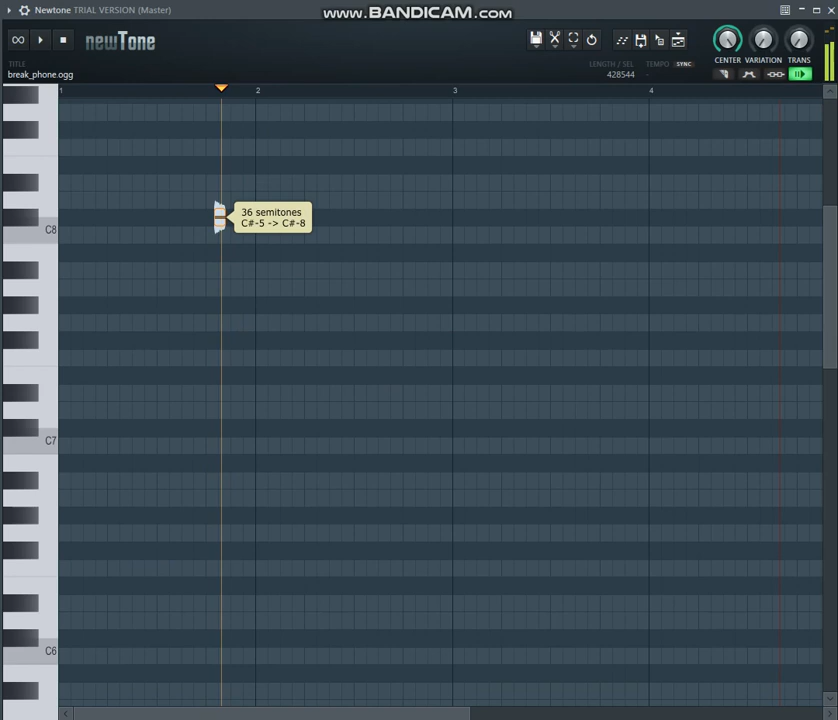 Newtone TRIAL VERSION (Master)
www.BANDICAM.com
newTone
CENTER VARIATION TRANS
TITLE
break_phone.ogg
LENGTH / SEL
428544
TEMPO SYNC
-
1 2 3 4
C8
36 semitones
C#-5 -> C#-8
C7
C6